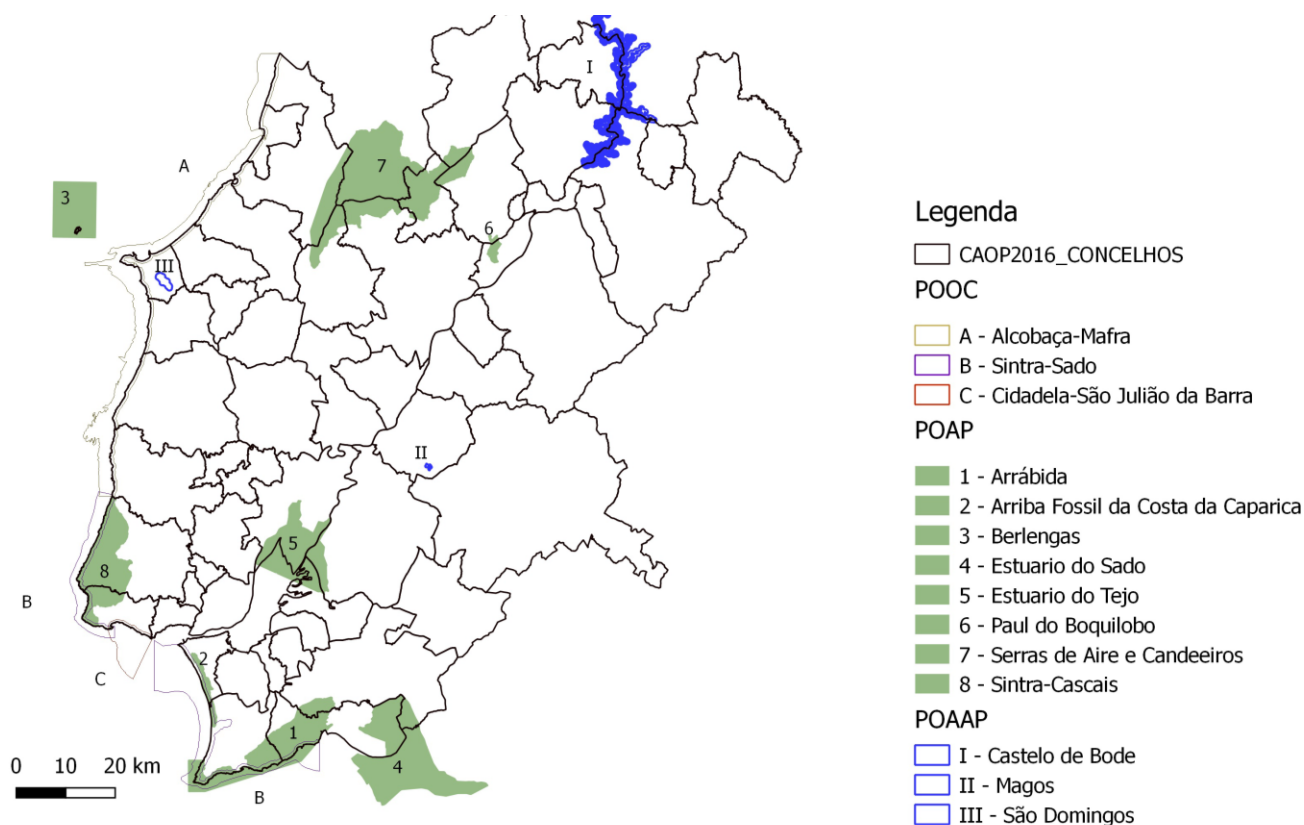 I
A
7
3
6
III
II
5
8
B
2
C
1
4
B
0 10 20 km
Legenda
CAOP2016_CONCELHOS
POOC
A - Alcobaça-Mafra
B - Sintra-Sado
C - Cidadela-São Julião da Barra
POAP
1 - Arrábida
2 - Arriba Fossil da Costa da Caparica
3 - Berlengas
4 - Estuario do Sado
5 - Estuario do Tejo
6 - Paul do Boquilobo
7 - Serras de Aire e Candeeiros
8 - Sintra-Cascais
POAAP
I - Castelo de Bode
II - Magos
III - São Domingos